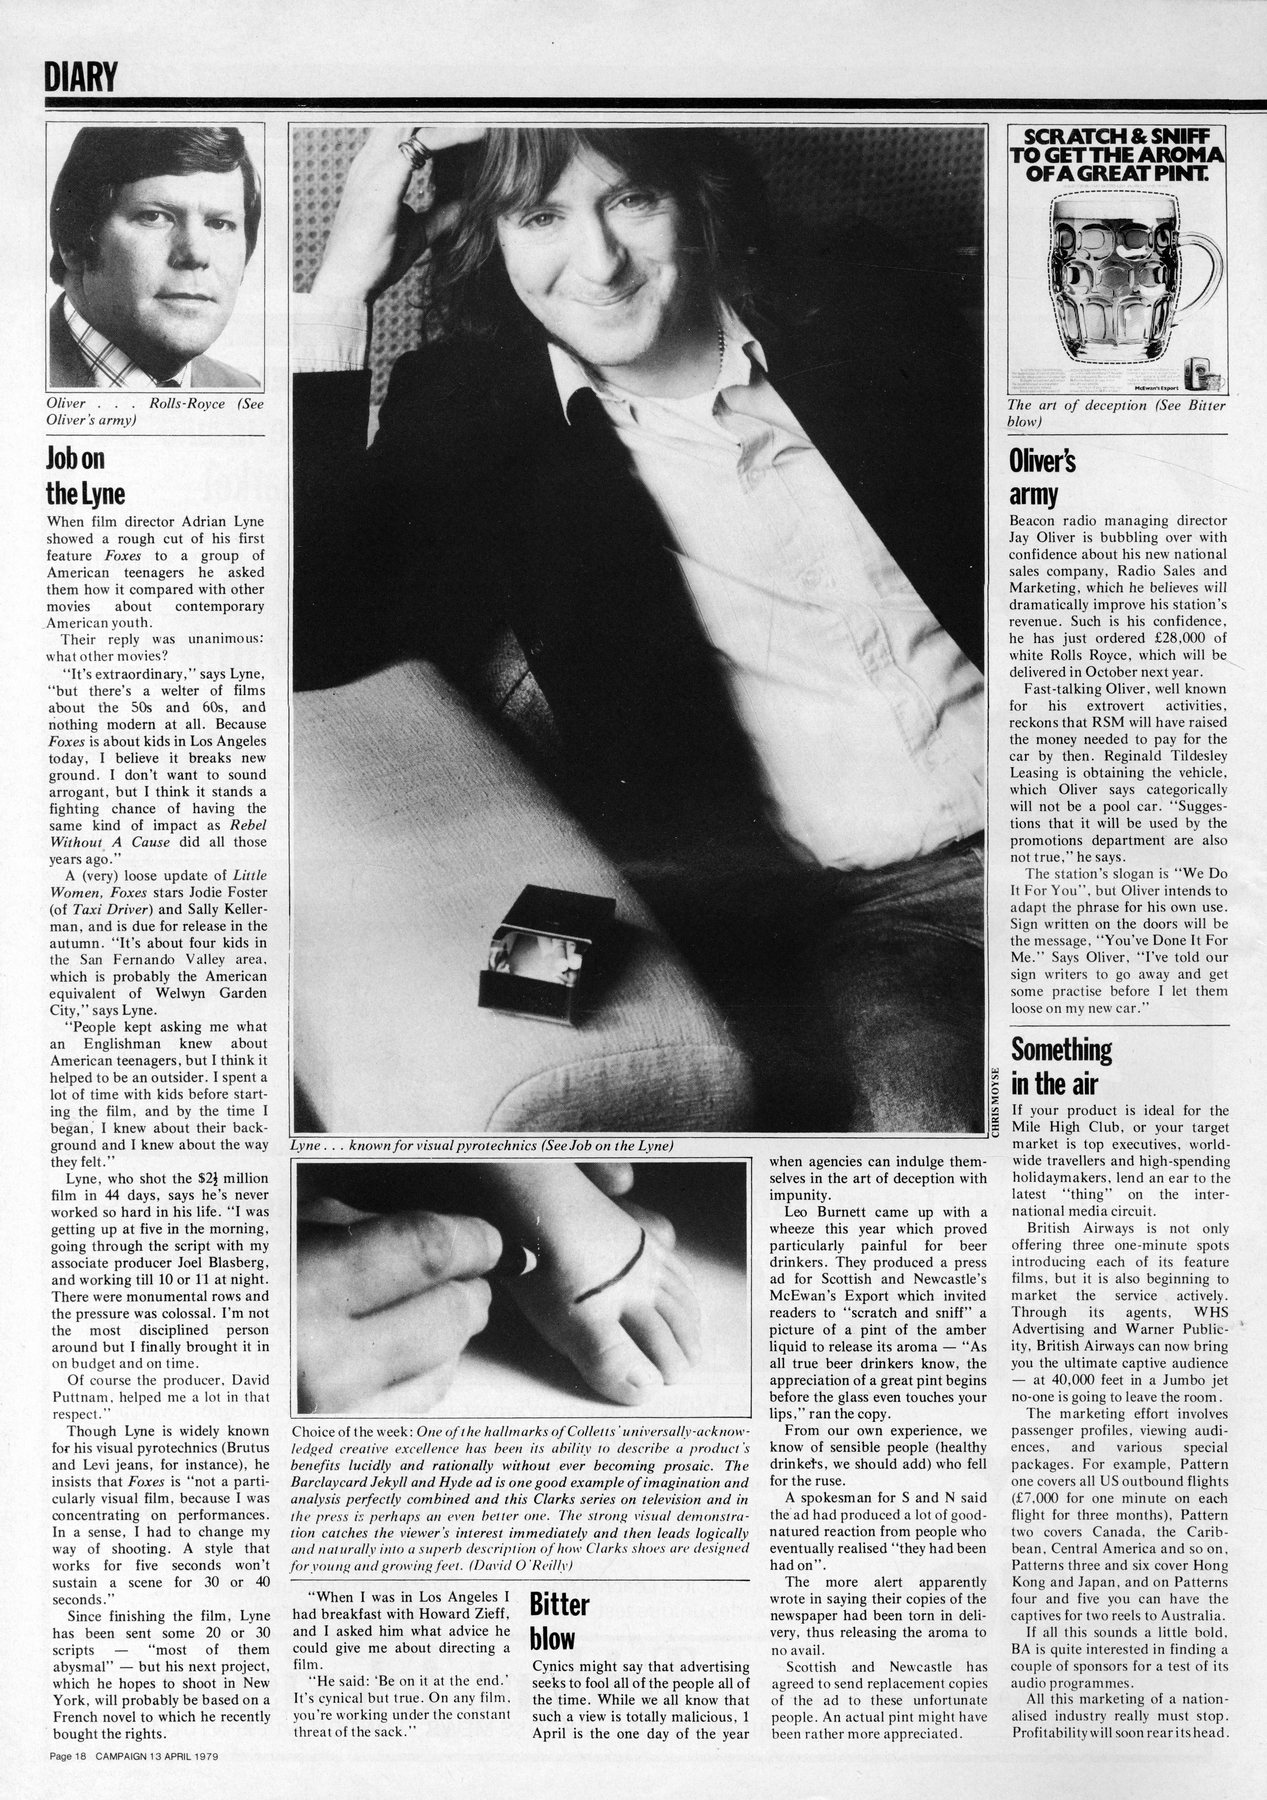 DIARY
Oliver . . . Rolls-Royce (See
Oliver's army)
Job on
the Lyne
When film director Adrian Lyne
showed a rough cut of his first
feature Foxes to a group of
American teenagers he asked
them how it compared with other
movies about contemporary
American youth.
Their reply was unanimous:
what other movies?
"It's extraordinary," says Lyne,
"but there's a welter of films
about the 50s and 60s, and
nothing modern at all. Because
Foxes is about kids in Los Angeles
today, I believe it breaks new
ground. I don't want to sound
arrogant, but I think it stands a
fighting chance of having the
same kind of impact as Rebel
Without A Cause did all those
years ago."
A (very) loose update of Little
Women, Foxes stars Jodie Foster
(of Taxi Driver) and Sally Keller-
man, and is due for release in the
autumn. "It's about four kids in
the San Fernando Valley area,
which is probably the American
equivalent of Welwyn Garden
City," says Lyne.
"People kept asking me what
an Englishman knew about
American teenagers, but I think it
helped to be an outsider. I spent a
lot of time with kids before start-
ing the film, and by the time I
began, I knew about their back-
ground and I knew about the way
they felt."
Lyne, who shot the $2½ million
film in 44 days, says he's never
worked so hard in his life. "I was
getting up at five in the morning,
going through the script with my
associate producer Joel Blasberg,
and working till 10 or 11 at night.
There were monumental rows and
the pressure was colossal. I'm not
the most disciplined person
around but I finally brought it in
on budget and on time.
Of course the producer, David
Puttnam, helped me a lot in that
respect."
Though Lyne is widely known
for his visual pyrotechnics (Brutus
and Levi jeans, for instance), he
insists that Foxes is "not a parti-
cularly visual film, because I was
concentrating on performances.
In a sense, I had to change my
way of shooting. A style that
works for five seconds won't
sustain a scene for 30 or 40
seconds."
Since finishing the film, Lyne
has been sent some 20 or 30
scripts — "most of them
abysmal" — but his next project,
which he hopes to shoot in New
York, will probably be based on a
French novel to which he recently
bought the rights.
CHRIS MOYSE
Lyne . . . known for visual pyrotechnics (See Job on the Lyne)
Choice of the week: One of the hallmarks of Colletts' universally-acknow-
ledged creative excellence has been its ability to describe a product's
benefits lucidly and rationally without ever becoming prosaic. The
Barclaycard Jekyll and Hyde ad is one good example of imagination and
analysis perfectly combined and this Clarks series on television and in
the press is perhaps an even better one. The strong visual demonstra-
tion catches the viewer's interest immediately and then leads logically
and naturally into a superb description of how Clarks shoes are designed
for young and growing feet. (David O'Reilly)
"When I was in Los Angeles I
had breakfast with Howard Zieff,
and I asked him what advice he
could give me about directing a
film.
"He said: 'Be on it at the end.'
It's cynical but true. On any film,
you're working under the constant
threat of the sack."
Bitter
blow
Cynics might say that advertising
seeks to fool all of the people all of
the time. While we all know that
such a view is totally malicious, 1
April is the one day of the year
when agencies can indulge them-
selves in the art of deception with
impunity.
Leo Burnett came up with a
wheeze this year which proved
particularly painful for beer
drinkers. They produced a press
ad for Scottish and Newcastle's
McEwan's Export which invited
readers to "scratch and sniff" a
picture of a pint of the amber
liquid to release its aroma — "As
all true beer drinkers know, the
appreciation of a great pint begins
before the glass even touches your
lips," ran the copy.
From our own experience, we
know of sensible people (healthy
drinkers, we should add) who fell
for the ruse.
A spokesman for S and N said
the ad had produced a lot of good-
natured reaction from people who
eventually realised "they had been
had on".
The more alert apparently
wrote in saying their copies of the
newspaper had been torn in deli-
very, thus releasing the aroma to
no avail.
Scottish and Newcastle has
agreed to send replacement copies
of the ad to these unfortunate
people. An actual pint might have
been rather more appreciated.
SCRATCH & SNIFF
TO GET THE AROMA
OF A GREAT PINT.
McEwan's Export
The art of deception (See Bitter
blow)
Oliver's
army
Beacon radio managing director
Jay Oliver is bubbling over with
confidence about his new national
sales company, Radio Sales and
Marketing, which he believes will
dramatically improve his station's
revenue. Such is his confidence,
he has just ordered £28,000 of
white Rolls Royce, which will be
delivered in October next year.
Fast-talking Oliver, well known
for his extrovert activities,
reckons that RSM will have raised
the money needed to pay for the
car by then. Reginald Tildesley
Leasing is obtaining the vehicle,
which Oliver says categorically
will not be a pool car. "Sugges-
tions that it will be used by the
promotions department are also
not true," he says.
The station's slogan is "We Do
It For You", but Oliver intends to
adapt the phrase for his own use.
Sign written on the doors will be
the message, "You've Done It For
Me." Says Oliver, "I've told our
sign writers to go away and get
some practise before I let them
loose on my new car."
Something
in the air
If your product is ideal for the
Mile High Club, or your target
market is top executives, world-
wide travellers and high-spending
holidaymakers, lend an ear to the
latest "thing" on the inter-
national media circuit.
British Airways is not only
offering three one-minute spots
introducing each of its feature
films, but it is also beginning to
market the service actively.
Through its agents, WHS
Advertising and Warner Public-
ity, British Airways can now bring
you the ultimate captive audience
— at 40,000 feet in a Jumbo jet
no-one is going to leave the room.
The marketing effort involves
passenger profiles, viewing audi-
ences, and various special
packages. For example, Pattern
one covers all US outbound flights
(£7,000 for one minute on each
flight for three months), Pattern
two covers Canada, the Carib-
bean, Central America and so on,
Patterns three and six cover Hong
Kong and Japan, and on Patterns
four and five you can have the
captives for two reels to Australia.
If all this sounds a little bold,
BA is quite interested in finding a
couple of sponsors for a test of its
audio programmes.
All this marketing of a nation-
alised industry really must stop.
Profitability will soon rear its head.
Page 18 CAMPAIGN 13 APRIL 1979